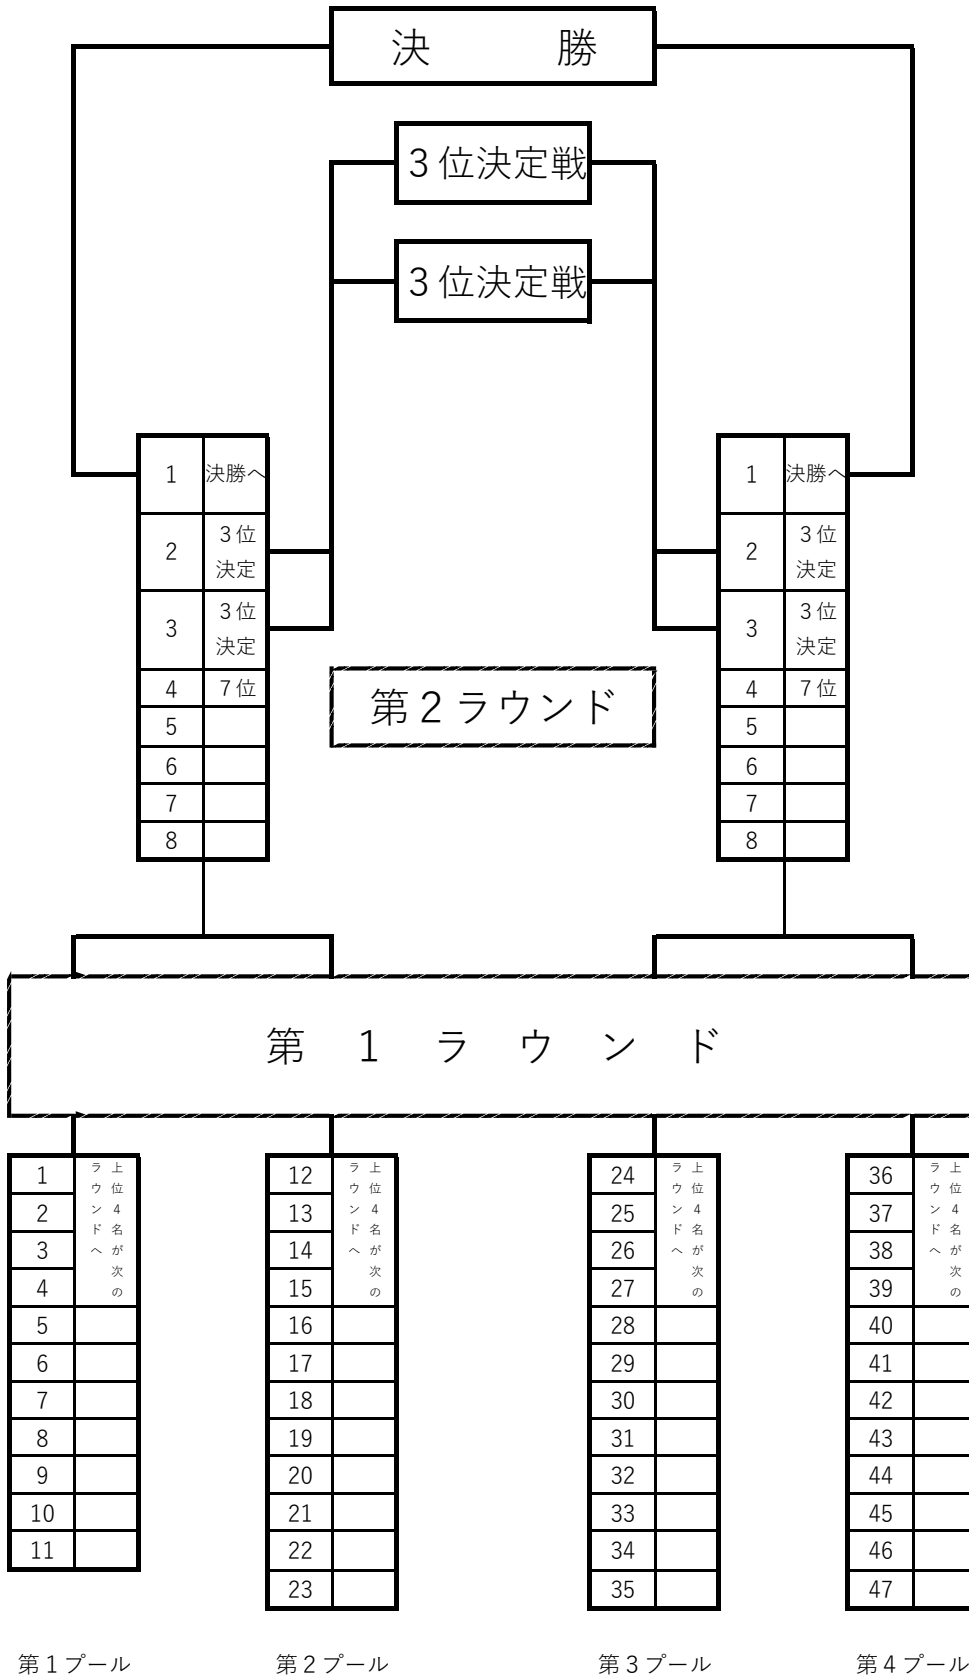 決　　　勝
３位決定戦
３位決定戦
1 決勝へ
2 ３位
決定
3 ３位
決定
4 ７位
5
6
7
8
1 決勝へ
2 ３位
決定
3 ３位
決定
4 ７位
5
6
7
8
第２ラウンド
第　１　ラ　ウ　ン　ド
上位４名が次の
ラウンドへ
1
2
3
4
5
6
7
8
9
10
11
第１プール
上位４名が次の
ラウンドへ
12
13
14
15
16
17
18
19
20
21
22
23
第２プール
上位４名が次の
ラウンドへ
24
25
26
27
28
29
30
31
32
33
34
35
第３プール
上位４名が次の
ラウンドへ
36
37
38
39
40
41
42
43
44
45
46
47
第４プール